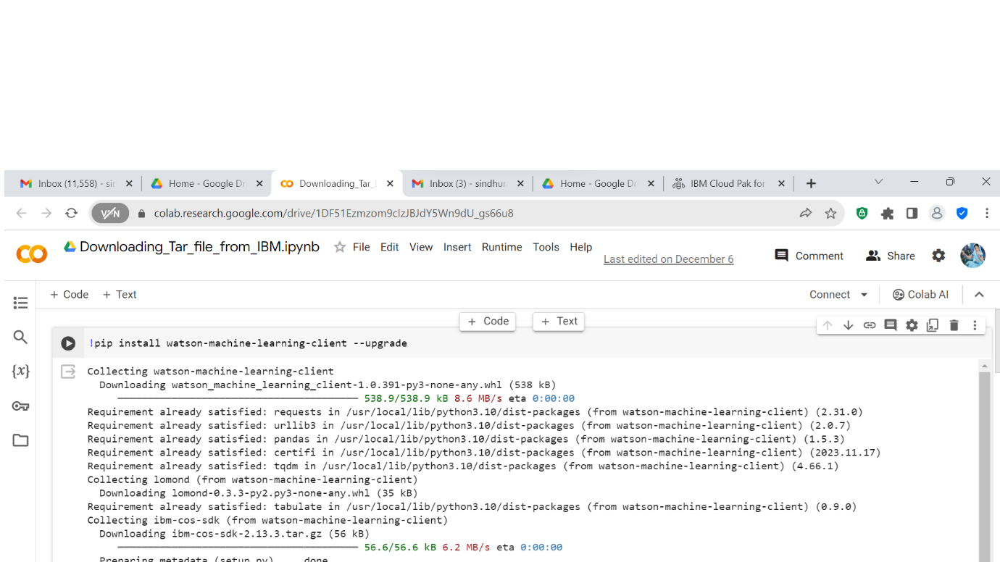 Inbox (11,558) - sir
Home - Google Dr
Downloading_Tar_
Inbox (3) - sindhur
Home - Google Dr
IBM Cloud Pak for
colab.research.google.com/drive/1DF51Ezmzom9cIzJBJdY5Wn9dU_gs66u8
Downloading_Tar_file_from_IBM.ipynb
File Edit View Insert Runtime Tools Help
Last edited on December 6
Comment
Share
+ Code + Text
Connect
Colab AI
+ Code + Text
!pip install watson-machine-learning-client --upgrade
Collecting watson-machine-learning-client
Downloading watson_machine_learning_client-1.0.391-py3-none-any.whl (538 kB)
538.9/538.9 kB 8.6 MB/s eta 0:00:00
Requirement already satisfied: requests in /usr/local/lib/python3.10/dist-packages (from watson-machine-learning-client) (2.31.0)
Requirement already satisfied: urllib3 in /usr/local/lib/python3.10/dist-packages (from watson-machine-learning-client) (2.0.7)
Requirement already satisfied: pandas in /usr/local/lib/python3.10/dist-packages (from watson-machine-learning-client) (1.5.3)
Requirement already satisfied: certifi in /usr/local/lib/python3.10/dist-packages (from watson-machine-learning-client) (2023.11.17)
Requirement already satisfied: tqdm in /usr/local/lib/python3.10/dist-packages (from watson-machine-learning-client) (4.66.1)
Collecting lomond (from watson-machine-learning-client)
Downloading lomond-0.3.3-py2.py3-none-any.whl (35 kB)
Requirement already satisfied: tabulate in /usr/local/lib/python3.10/dist-packages (from watson-machine-learning-client) (0.9.0)
Collecting ibm-cos-sdk (from watson-machine-learning-client)
Downloading ibm-cos-sdk-2.13.3.tar.gz (56 kB)
56.6/56.6 kB 6.2 MB/s eta 0:00:00
Preparing metadata (setup.py) ... done